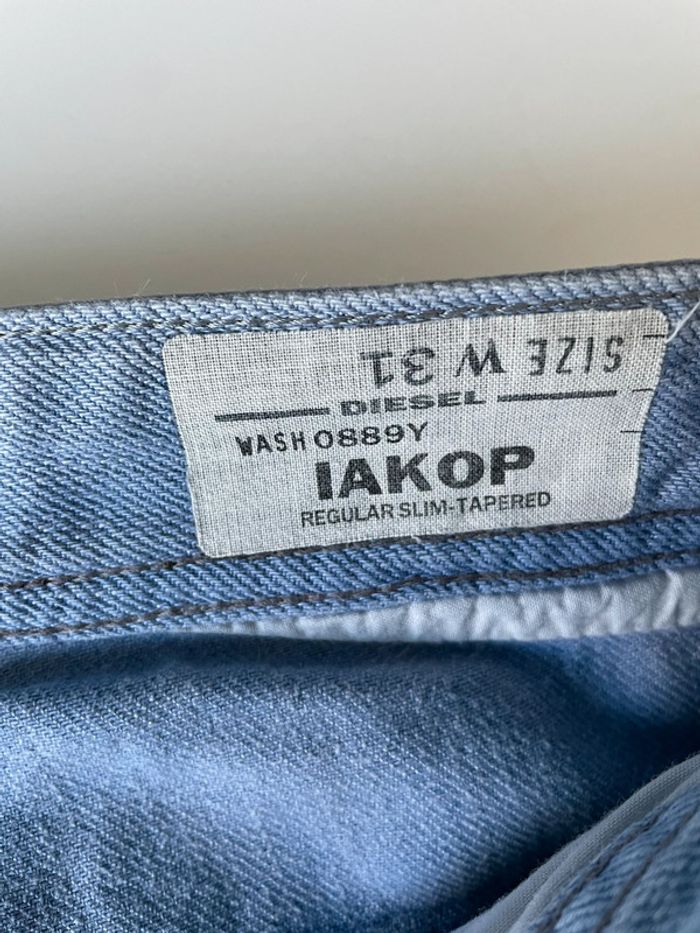 SIZE W 31
DIESEL
WASH 0889Y
IAKOP
REGULAR SLIM-TAPERED